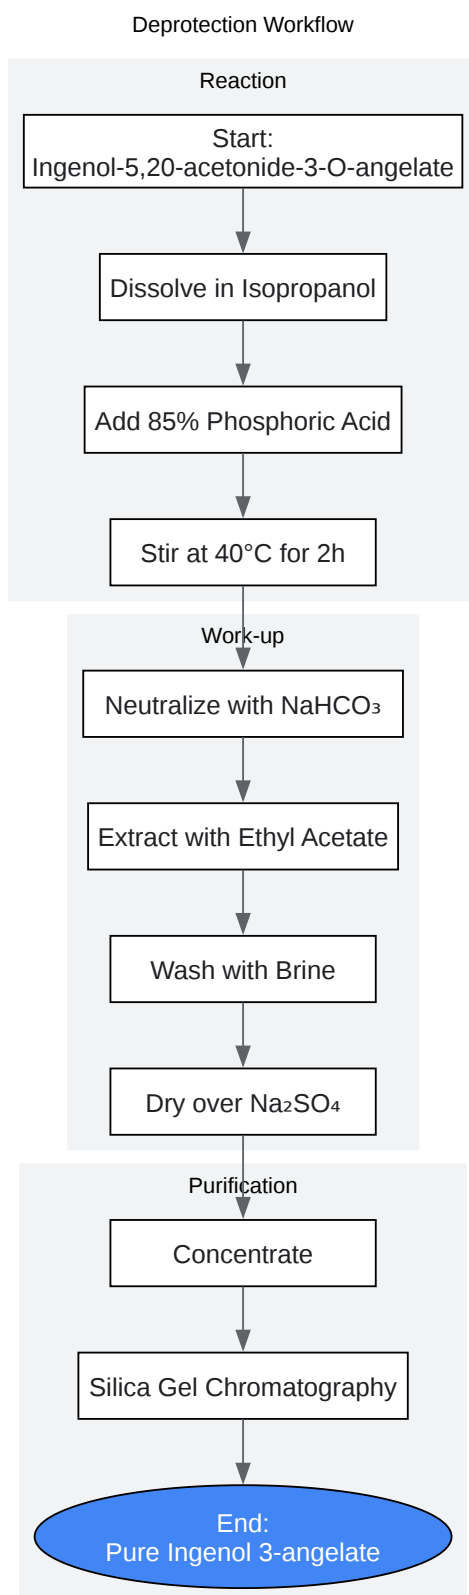 Deprotection Workflow
Reaction
Start:
Ingenol-5,20-acetonide-3-O-angelate
Dissolve in Isopropanol
Add 85% Phosphoric Acid
Stir at 40°C for 2h
Work-up
Neutralize with NaHCO₃
Extract with Ethyl Acetate
Wash with Brine
Dry over Na₂SO₄
Purification
Concentrate
Silica Gel Chromatography
End:
Pure Ingenol 3-angelate